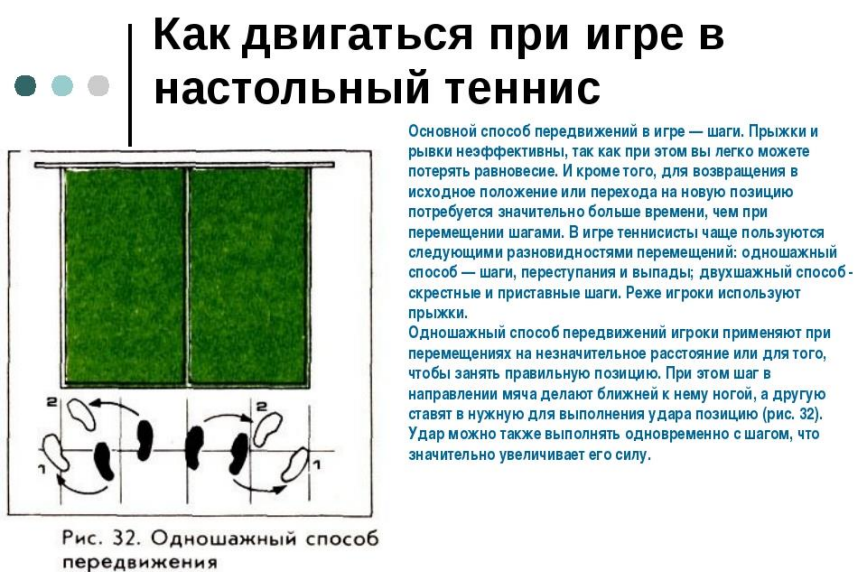 Как двигаться при игре в
настольный теннис
Основной способ передвижений в игре — шаги. Прыжки и
рывки неэффективны, так как при этом вы легко можете
потерять равновесие. И кроме того, для возвращения в
исходное положение или перехода на новую позицию
потребуется значительно больше времени, чем при
перемещении шагами. В игре теннисисты чаще пользуются
следующими разновидностями перемещений: одношажный
способ — шаги, переступания и выпады; двухшажный способ -
скрестные и приставные шаги. Реже игроки используют
прыжки.
Одношажный способ передвижений игроки применяют при
перемещениях на незначительное расстояние или для того,
чтобы занять правильную позицию. При этом шаг в
направлении мяча делают ближней к нему ногой, а другую
ставят в нужную для выполнения удара позицию (рис. 32).
Удар можно также выполнять одновременно с шагом, что
значительно увеличивает его силу.
2
2
1
1
Рис. 32. Одношажный способ
передвижения